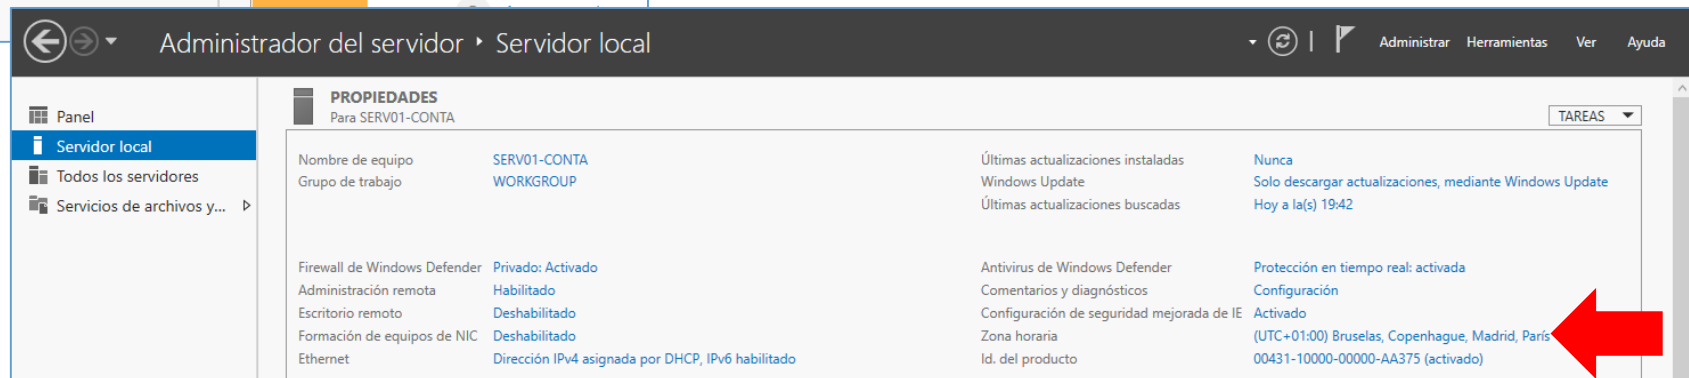 Administrador del servidor ‣ Servidor local
Administrar Herramientas Ver Ayuda
Panel
Servidor local
Todos los servidores
Servicios de archivos y...
PROPIEDADES
Para SERV01-CONTA
TAREAS
Nombre de equipo SERV01-CONTA
Grupo de trabajo WORKGROUP
Últimas actualizaciones instaladas Nunca
Windows Update Solo descargar actualizaciones, mediante Windows Update
Últimas actualizaciones buscadas Hoy a la(s) 19:42
Firewall de Windows Defender Privado: Activado
Administración remota Habilitado
Escritorio remoto Deshabilitado
Formación de equipos de NIC Deshabilitado
Ethernet Dirección IPv4 asignada por DHCP, IPv6 habilitado
Antivirus de Windows Defender Protección en tiempo real: activada
Comentarios y diagnósticos Configuración
Configuración de seguridad mejorada de IE Activado
Zona horaria (UTC+01:00) Bruselas, Copenhague, Madrid, París
Id. del producto 00431-10000-00000-AA375 (activado)